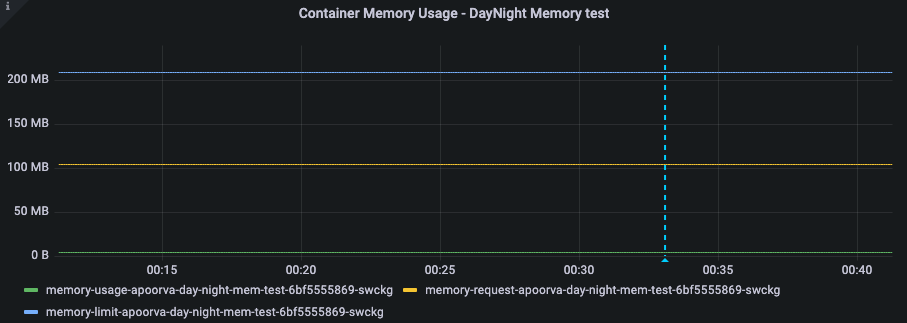 i
Container Memory Usage - DayNight Memory test
200 MB
150 MB
100 MB
50 MB
0 B
00:15 00:20 00:25 00:30 00:35 00:40
memory-usage-apoorva-day-night-mem-test-6bf5555869-swckg memory-request-apoorva-day-night-mem-test-6bf5555869-swckg
memory-limit-apoorva-day-night-mem-test-6bf5555869-swckg